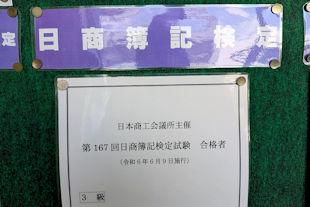 定
日商簿記検定
日本商工会議所主催
第167回日商簿記検定試験 合格者
(令和6年6月9日施行)
3 級